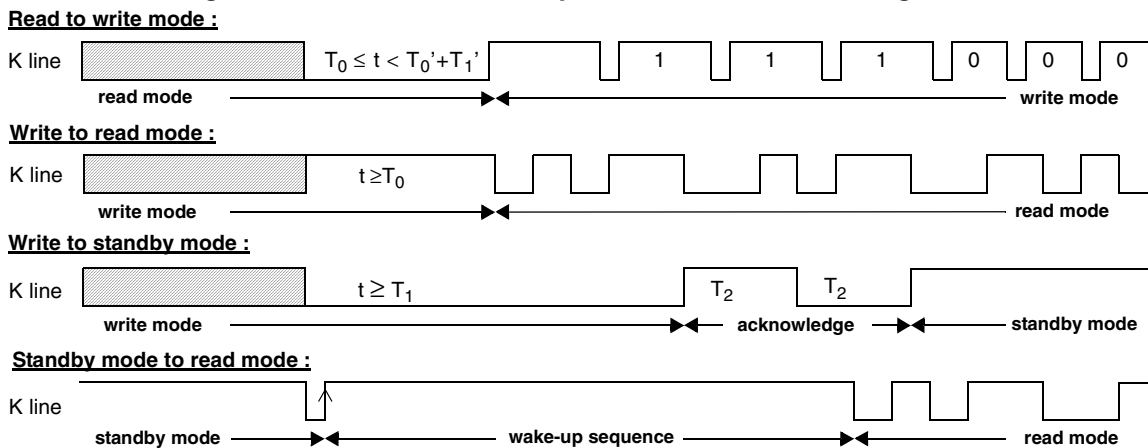 Read to write mode :
K line T0 ≤ t < T0'+T1' 1 1 1 0 0 0
read mode write mode
Write to read mode :
K line t ≥T0
write mode read mode
Write to standby mode :
K line t ≥ T1 T2 T2
write mode acknowledge standby mode
Standby mode to read mode :
K line
standby mode wake-up sequence read mode